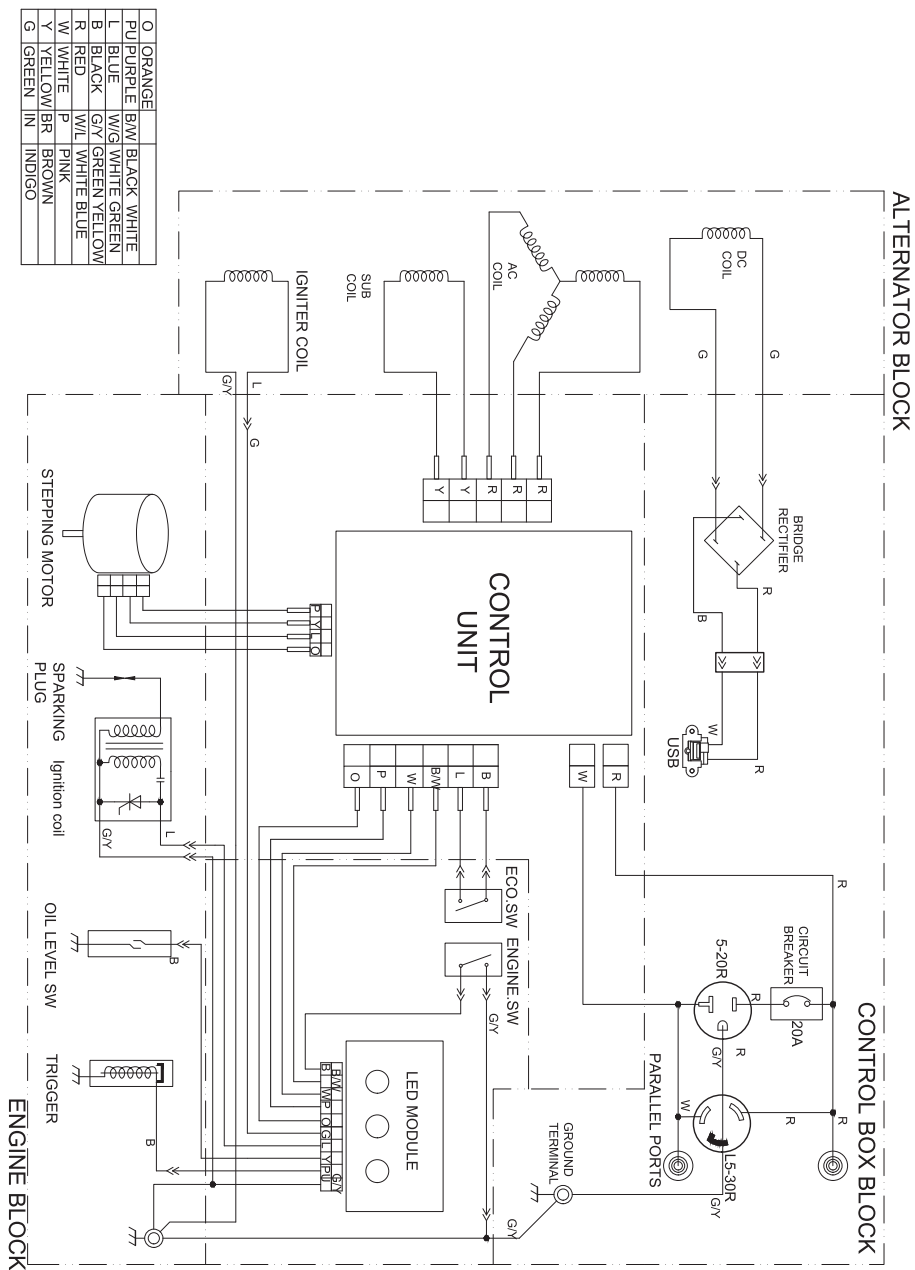 ALTERNATOR BLOCK
CONTROL BOX BLOCK
ENGINE BLOCK
DC
COIL
G
G
BRIDGE
RECTIFIER
R
B
W
R
USB
AC
COIL
SUB
COIL
IGNITER COIL
L
G/Y
G
R
R
R
Y
Y
CONTROL
UNIT
R
W
B
L
B/W
W
P
O
P
Y
L
O
STEPPING MOTOR
SPARKING
PLUG
Ignition coil
L
G/Y
ECO.SW
ENGINE.SW
G/Y
R
CIRCUIT
BREAKER
20A
5-20R
R
R
G/Y
R
R
W
L5-30R
PARALLEL PORTS
G/Y
GROUND
TERMINAL
G/Y
LED MODULE
B
B/W
W
P
O
G
L
Y
PU
G/Y
OIL LEVEL SW
B
TRIGGER
B
O ORANGE
PU PURPLE B/W BLACK WHITE
L BLUE W/G WHITE GREEN
B BLACK G/Y GREEN YELLOW
R RED W/L WHITE BLUE
W WHITE P PINK
Y YELLOW BR BROWN
G GREEN IN INDIGO